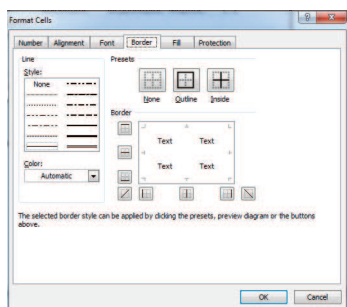 Format Cells
Number Alignment Font Border Fill Protection
Line
Style:
None
Presets
None Outline Inside
Border
Text Text
Text Text
Color:
Automatic
The selected border style can be applied by clicking the presets, preview diagram or the buttons
above.
OK Cancel